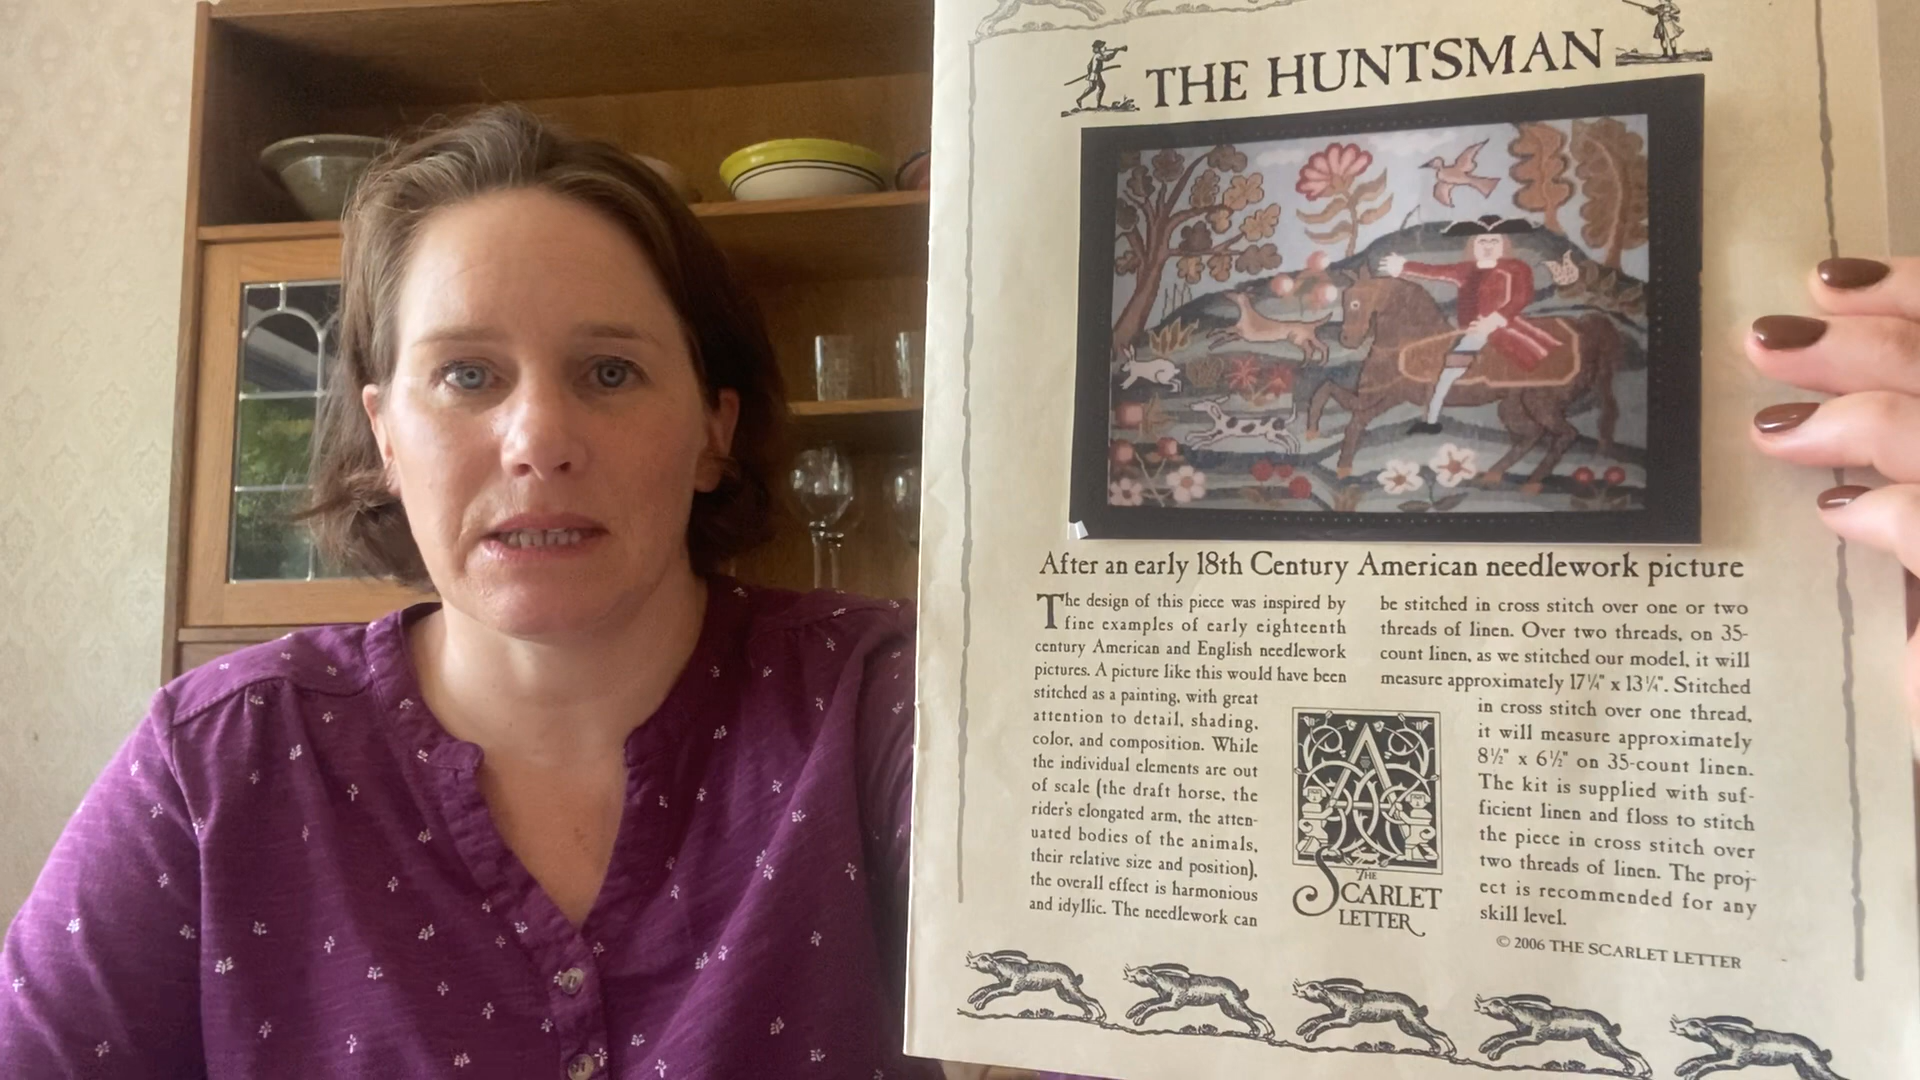 THE HUNTSMAN
After an early 18th Century American needlework picture
The design of this piece was inspired by
fine examples of early eighteenth
century American and English needlework
pictures. A picture like this would have been
stitched as a painting, with great
attention to detail, shading,
color, and composition. While
the individual elements are out
of scale (the draft horse, the
rider's elongated arm, the atten-
uated bodies of the animals,
their relative size and position),
the overall effect is harmonious
and idyllic. The needlework can
be stitched in cross stitch over one or two
threads of linen. Over two threads, on 35-
count linen, as we stitched our model, it will
measure approximately 17¼" x 13¼". Stitched
in cross stitch over one thread,
it will measure approximately
8½" x 6½" on 35-count linen.
The kit is supplied with suf-
ficient linen and floss to stitch
the piece in cross stitch over
two threads of linen. The proj-
ect is recommended for any
skill level.
© 2006 THE SCARLET LETTER
A
THE
SCARLET
LETTER